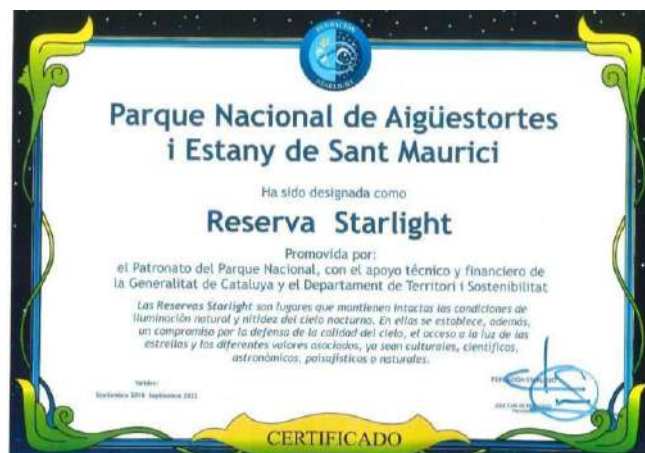 FUNDACIÓN
STARLIGHT
Parque Nacional de Aigüestortes
i Estany de Sant Maurici
Ha sido designada como
Reserva Starlight
Promovida por:
el Patronato del Parque Nacional, con el apoyo técnico y financiero de
la Generalitat de Cataluya y el Departament de Territori i Sostenibilitat
Las Reservas Starlight son lugares que mantienen intactas las condiciones de
iluminación natural y nitidez del cielo nocturno. En ellas se establece, además,
un compromiso por la defensa de la calidad del cielo, el acceso a la luz de las
estrellas y los diferentes valores asociados, ya sean culturales, científicos,
astronómicos, paisajísticos o naturales.
CERTIFICADO